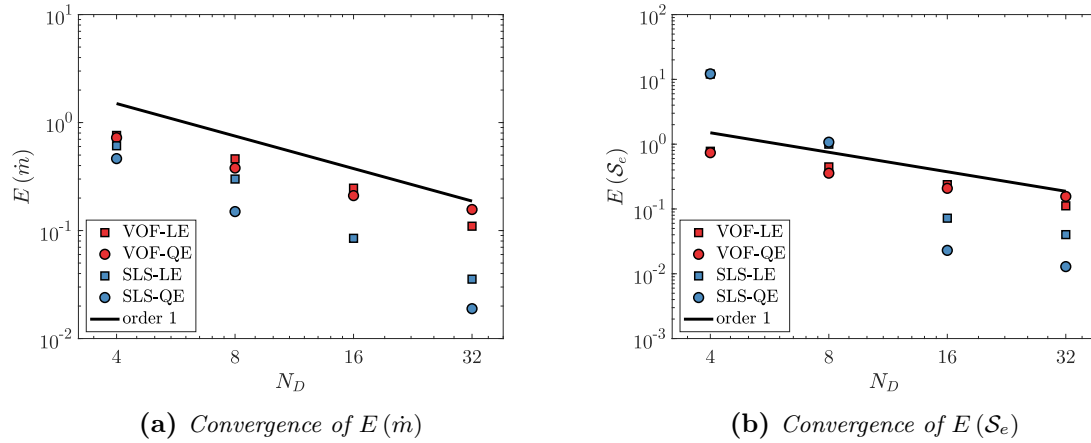 10^1
10^0
10^-1
10^-2
E (ṁ)
4 8 16 32
N_D
VOF-LE
VOF-QE
SLS-LE
SLS-QE
order 1
(a) Convergence of E (ṁ)
10^2
10^1
10^0
10^-1
10^-2
10^-3
E (𝒮_e)
4 8 16 32
N_D
VOF-LE
VOF-QE
SLS-LE
SLS-QE
order 1
(b) Convergence of E (𝒮_e)